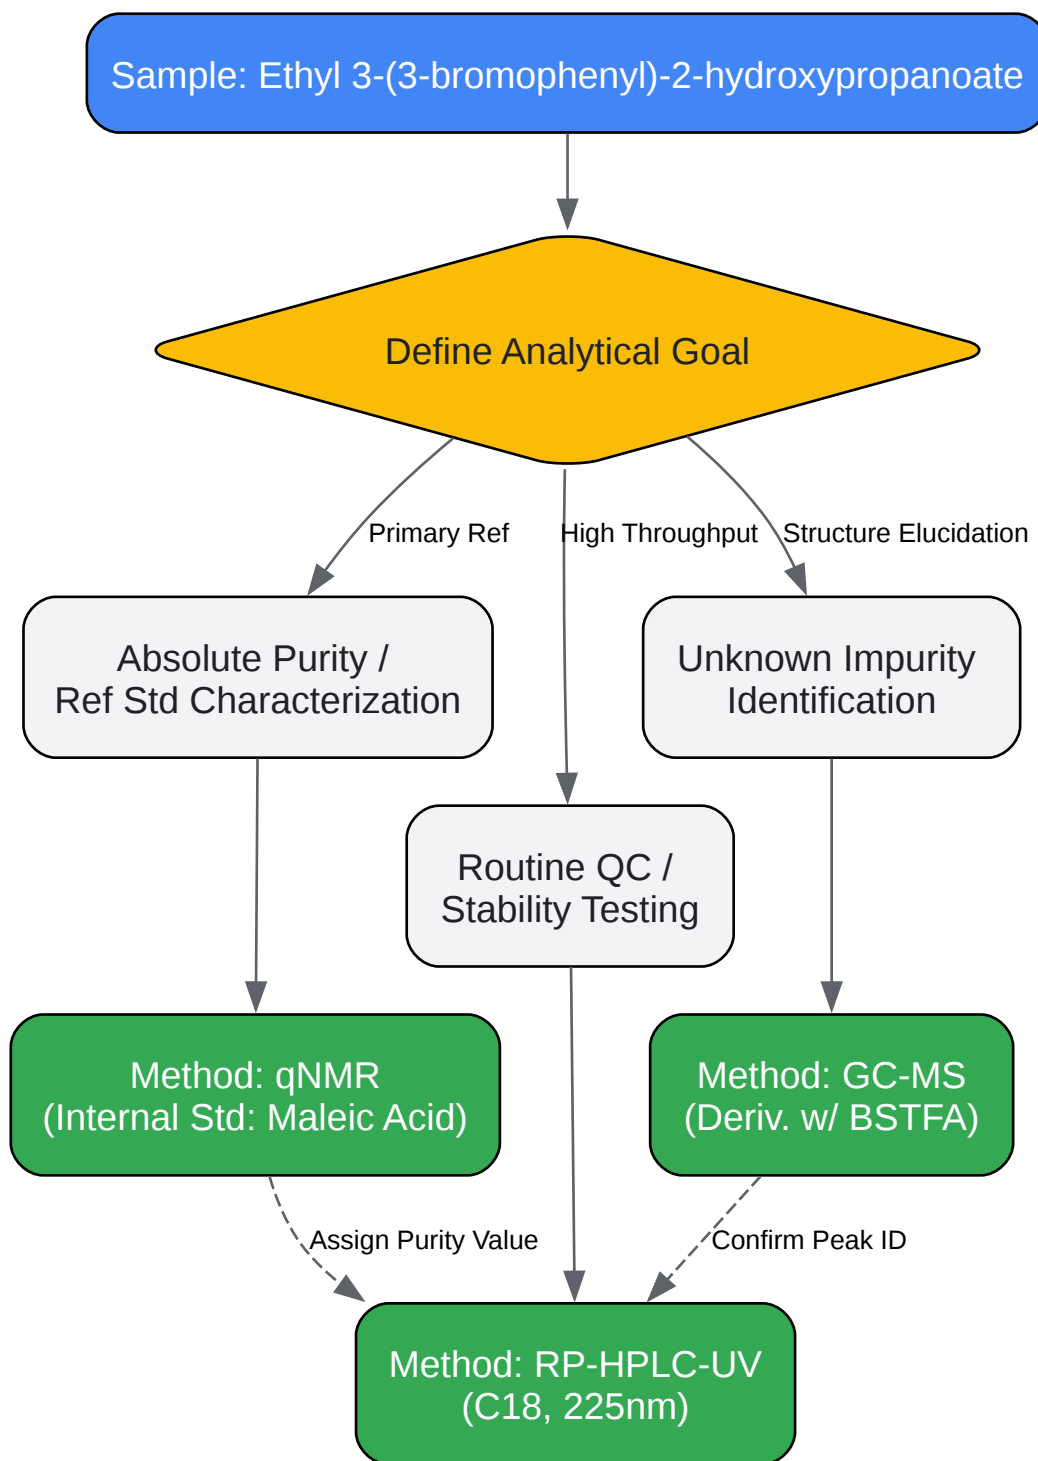 Sample: Ethyl 3-(3-bromophenyl)-2-hydroxypropanoate
Define Analytical Goal
Primary Ref
High Throughput
Structure Elucidation
Absolute Purity /
Ref Std Characterization
Unknown Impurity
Identification
Routine QC /
Stability Testing
Method: qNMR
(Internal Std: Maleic Acid)
Method: GC-MS
(Deriv. w/ BSTFA)
Assign Purity Value
Confirm Peak ID
Method: RP-HPLC-UV
(C18, 225nm)